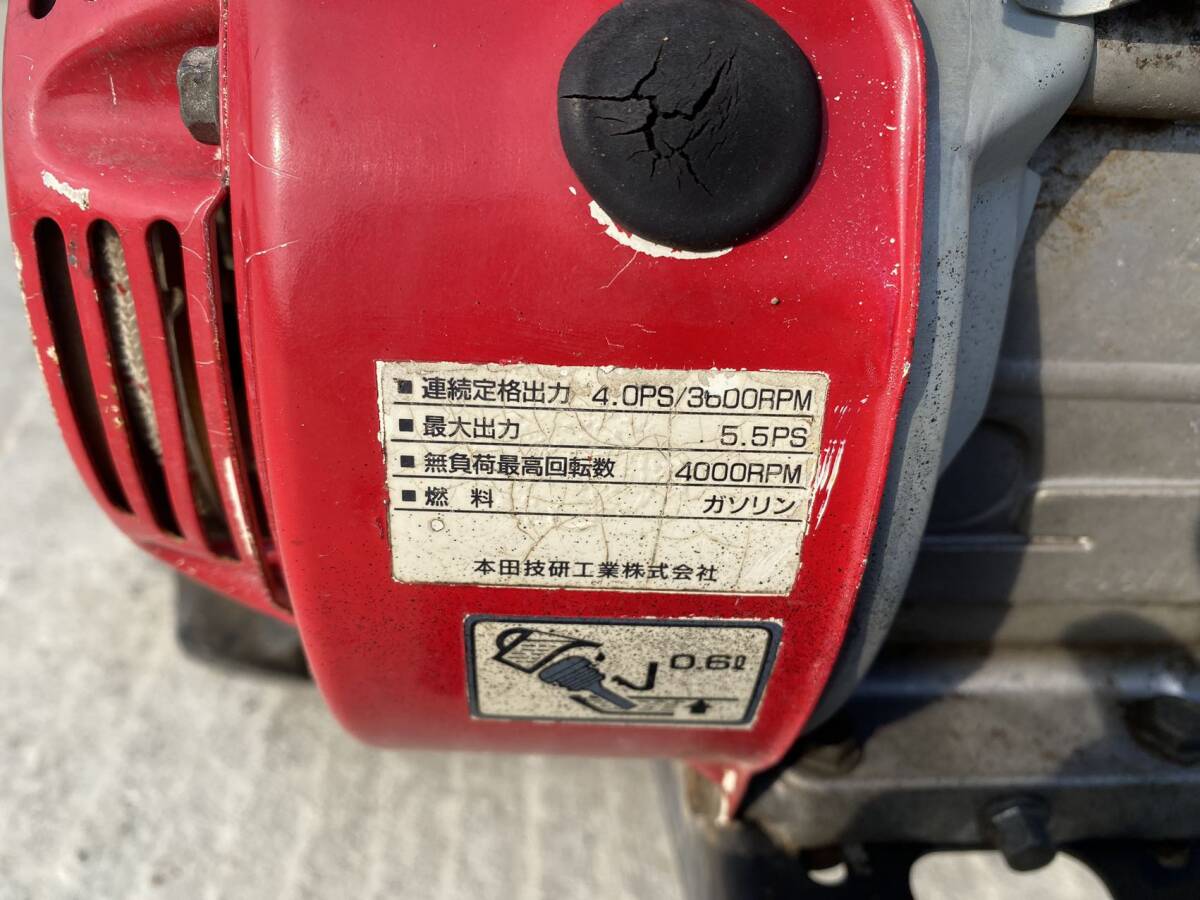 ■ 連続定格出力 4.0PS/3600RPM
■ 最大出力 5.5PS
■ 無負荷最高回転数 4000RPM
■ 燃 料 ガソリン
本田技研工業株式会社
0.6ℓ